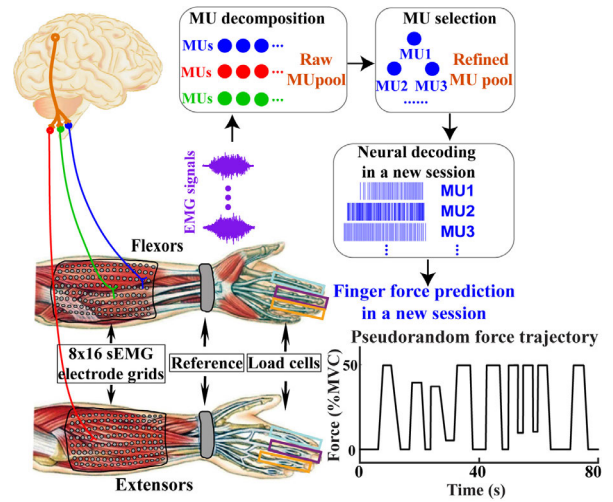 MU decomposition
MUs ...
MUs ...
MUs ...
Raw
MUpool
MU selection
MU1
MU2 MU3
......
Refined
MU pool
EMG signals
Neural decoding
in a new session
MU1
MU2
MU3
Finger force prediction
in a new session
Flexors
8x16 sEMG
electrode grids
Reference
Load cells
Extensors
Pseudorandom force trajectory
Force (%MVC)
50
0
0
40
80
Time (s)